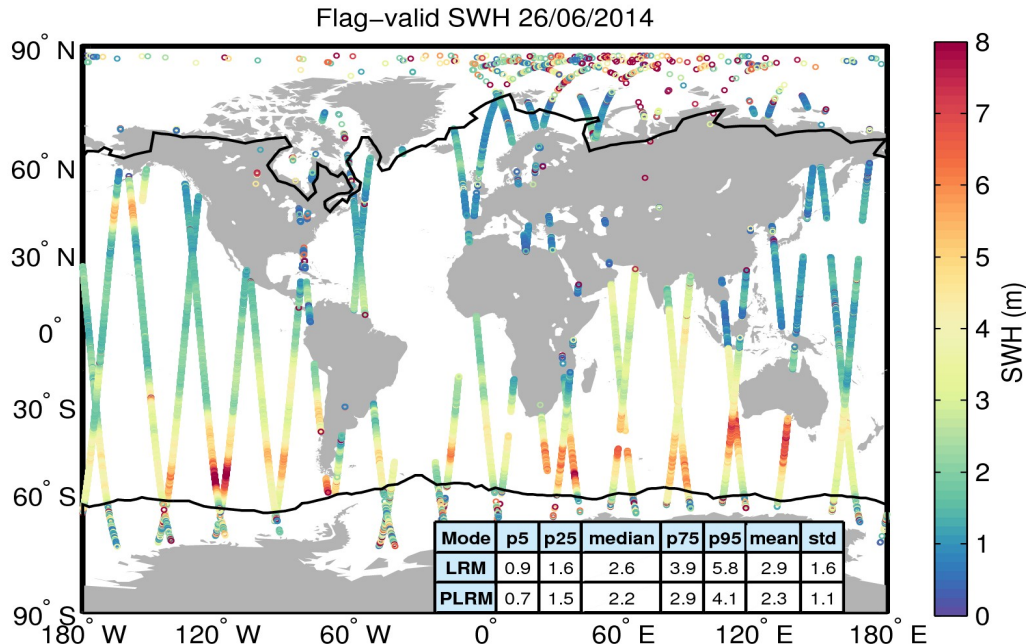 Flag−valid SWH 26/06/2014
90° N
60° N
30° N
0°
30° S
60° S
90° S
180° W
120° W
60° W
0°
60° E
120° E
180° E
8
7
6
5
4
3
2
1
0
SWH (m)
Mode p5 p25 median p75 p95 mean std
LRM 0.9 1.6 2.6 3.9 5.8 2.9 1.6
PLRM 0.7 1.5 2.2 2.9 4.1 2.3 1.1